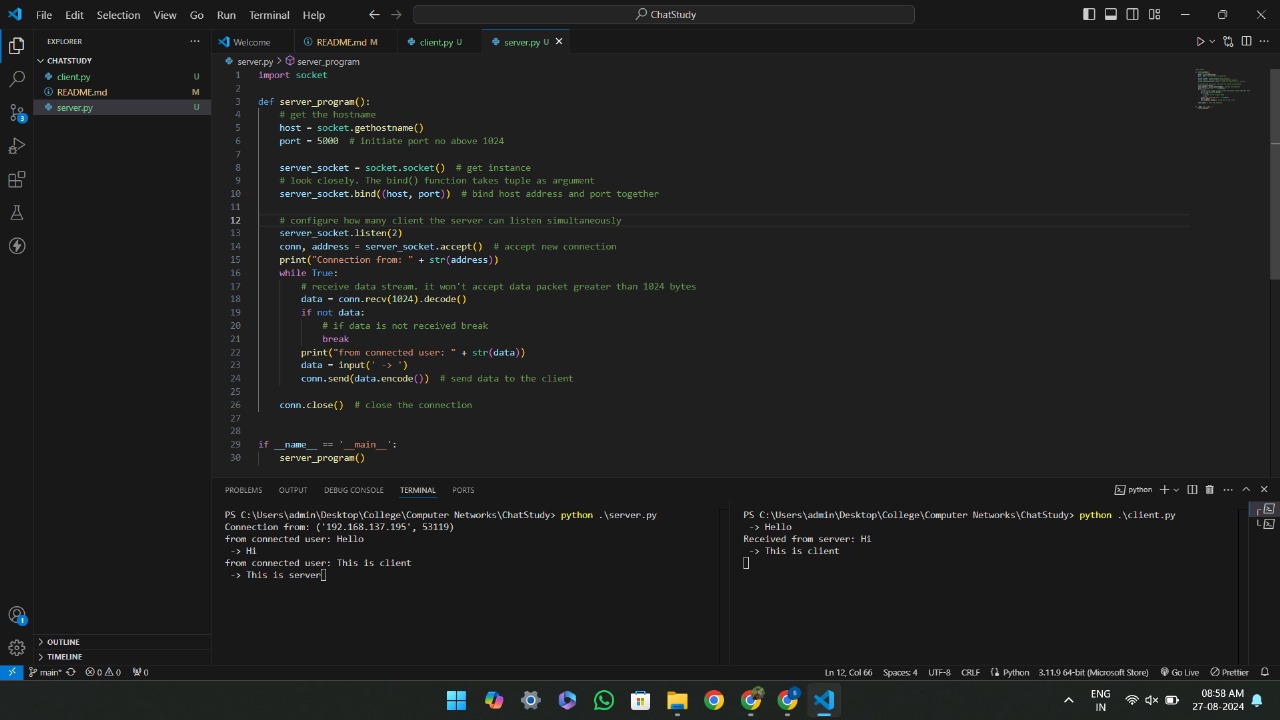 File Edit Selection View Go Run Terminal Help ChatStudy
EXPLORER
CHATSTUDY
client.py U
README.md M
server.py U
OUTLINE
TIMELINE
Welcome README.md M client.py U server.py U
server.py > server_program
1 import socket
2
3 def server_program():
4 # get the hostname
5 host = socket.gethostname()
6 port = 5000 # initiate port no above 1024
7
8 server_socket = socket.socket() # get instance
9 # look closely. The bind() function takes tuple as argument
10 server_socket.bind((host, port)) # bind host address and port together
11
12 # configure how many client the server can listen simultaneously
13 server_socket.listen(2)
14 conn, address = server_socket.accept() # accept new connection
15 print("Connection from: " + str(address))
16 while True:
17 # receive data stream. it won't accept data packet greater than 1024 bytes
18 data = conn.recv(1024).decode()
19 if not data:
20 # if data is not received break
21 break
22 print("from connected user: " + str(data))
23 data = input(' -> ')
24 conn.send(data.encode()) # send data to the client
25
26 conn.close() # close the connection
27
28
29 if __name__ == '__main__':
30 server_program()
PROBLEMS OUTPUT DEBUG CONSOLE TERMINAL PORTS python
PS C:\Users\admin\Desktop\College\Computer Networks\ChatStudy> python .\server.py
Connection from: ('192.168.137.195', 53119)
from connected user: Hello
-> Hi
from connected user: This is client
-> This is server
PS C:\Users\admin\Desktop\College\Computer Networks\ChatStudy> python .\client.py
-> Hello
Received from server: Hi
-> This is client
main* 0 0 0 Ln 12, Col 66 Spaces: 4 UTF-8 CRLF Python 3.11.9 64-bit (Microsoft Store) Go Live Prettier
ENG
IN
08:58 AM
27-08-2024